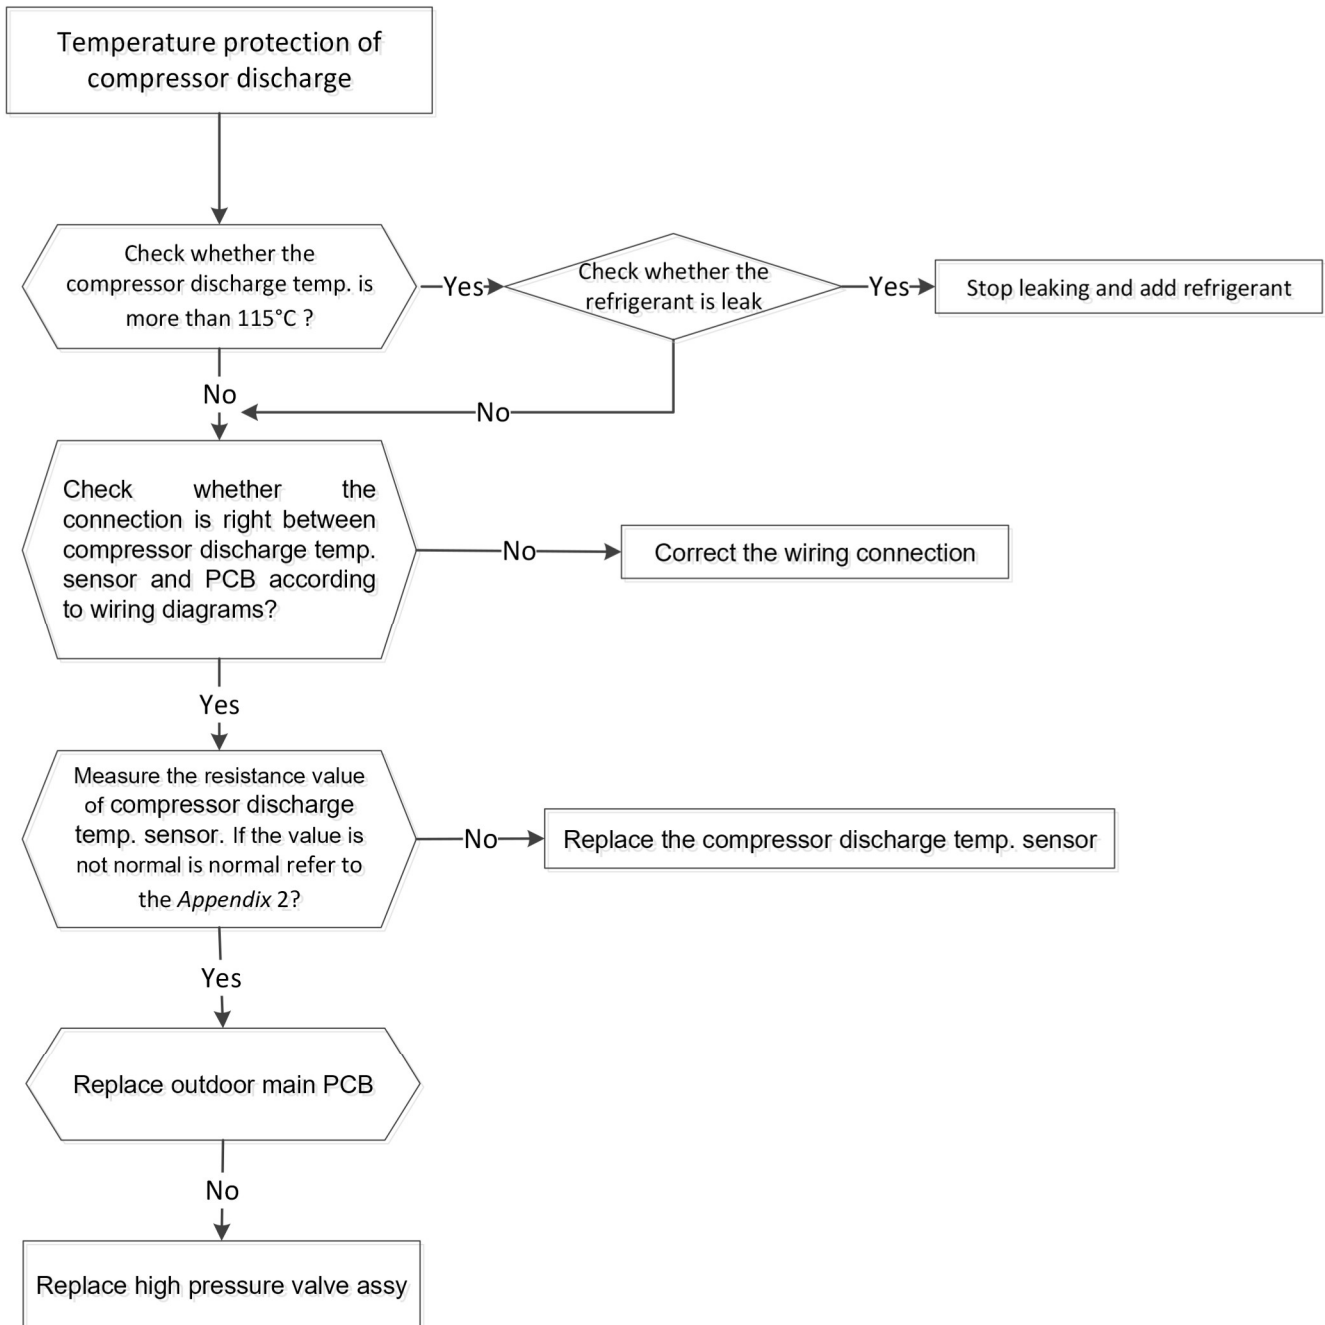 Temperature protection of
compressor discharge
Check whether the
compressor discharge temp. is
more than 115°C ?
Yes
Check whether the
refrigerant is leak
Yes
Stop leaking and add refrigerant
No
No
Check whether the
connection is right between
compressor discharge temp.
sensor and PCB according
to wiring diagrams?
No
Correct the wiring connection
Yes
Measure the resistance value
of compressor discharge
temp. sensor. If the value is
not normal is normal refer to
the Appendix 2?
No
Replace the compressor discharge temp. sensor
Yes
Replace outdoor main PCB
No
Replace high pressure valve assy